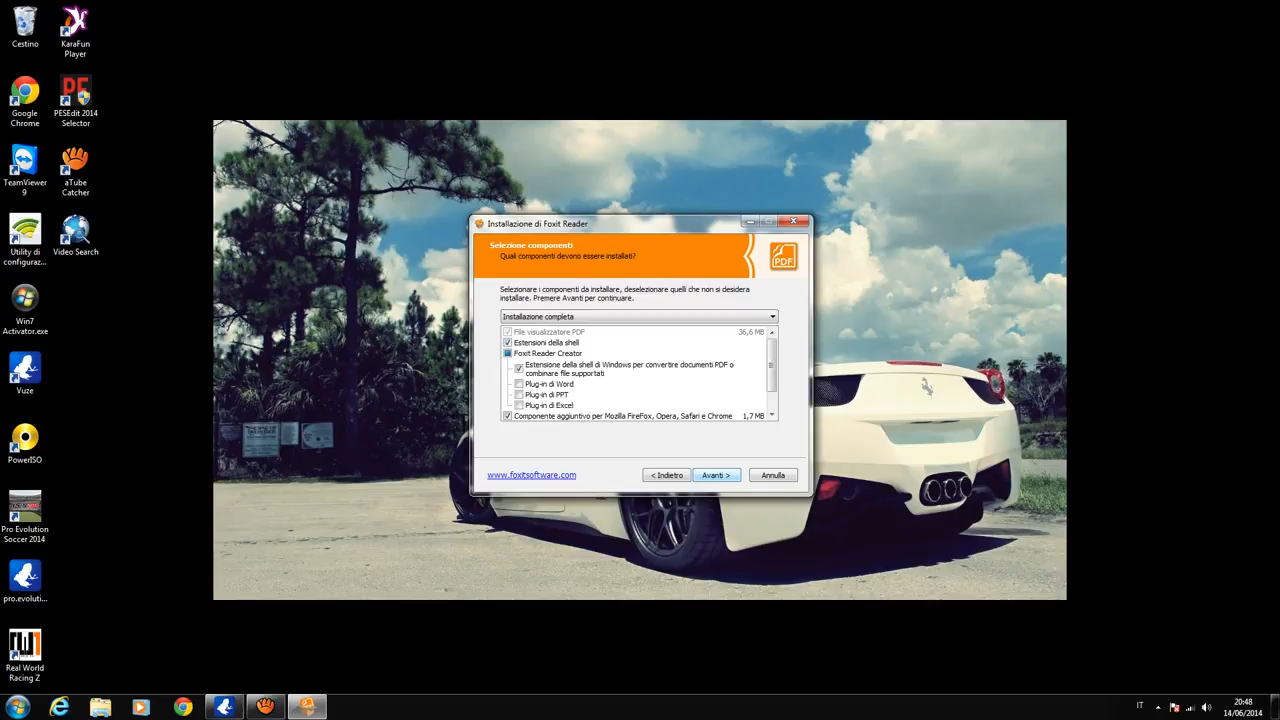 Cestino
KaraFun
Player
Google
Chrome
PESEdit 2014
Selector
TeamViewer
9
aTube
Catcher
Utility di
configuraz...
Video Search
Win7
Activator.exe
Vuze
PowerISO
Pro Evolution
Soccer 2014
pro.evoluti...
Real World
Racing Z
Installazione di Foxit Reader
Selezione componenti
Quali componenti devono essere installati?
PDF
Selezionare i componenti da installare, deselezionare quelli che non si desidera
installare. Premere Avanti per continuare.
Installazione completa
File visualizzatore PDF 36,6 MB
Estensioni della shell
Foxit Reader Creator
Estensione della shell di Windows per convertire documenti PDF o
combinare file supportati
Plug-in di Word
Plug-in di PPT
Plug-in di Excel
Componente aggiuntivo per Mozilla FireFox, Opera, Safari e Chrome 1,7 MB
www.foxitsoftware.com
< Indietro
Avanti >
Annulla
IT
20:48
14/06/2014